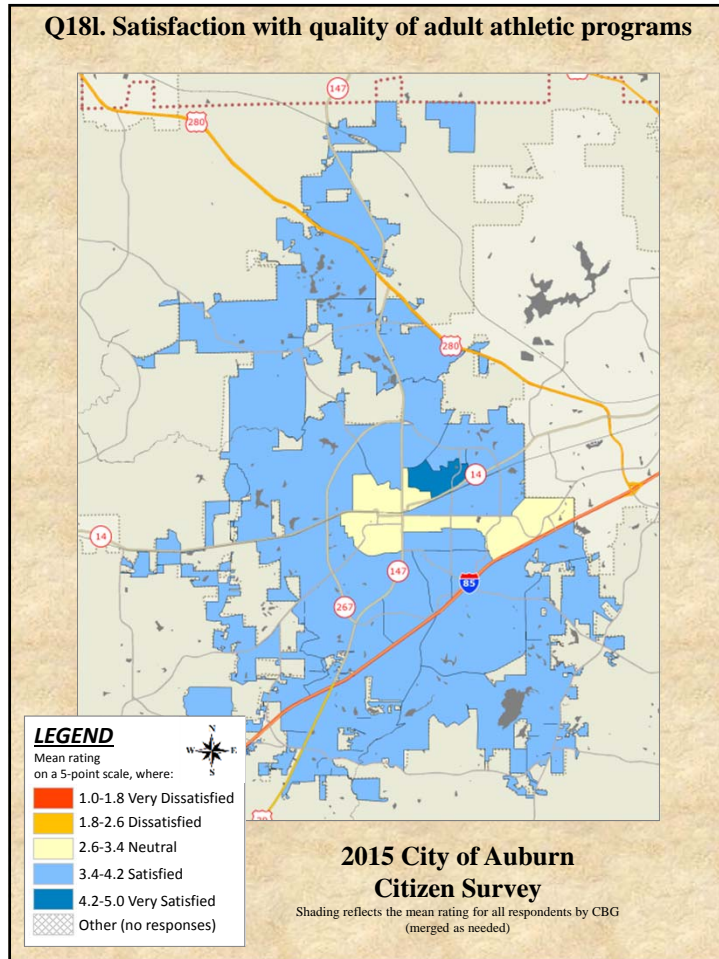 Q18l. Satisfaction with quality of adult athletic programs
147
280
280
14
14
147
85
267
LEGEND
Mean rating
on a 5-point scale, where:
N
W E
S
1.0-1.8 Very Dissatisfied
1.8-2.6 Dissatisfied
2.6-3.4 Neutral
3.4-4.2 Satisfied
4.2-5.0 Very Satisfied
Other (no responses)
2015 City of Auburn
Citizen Survey
Shading reflects the mean rating for all respondents by CBG
(merged as needed)